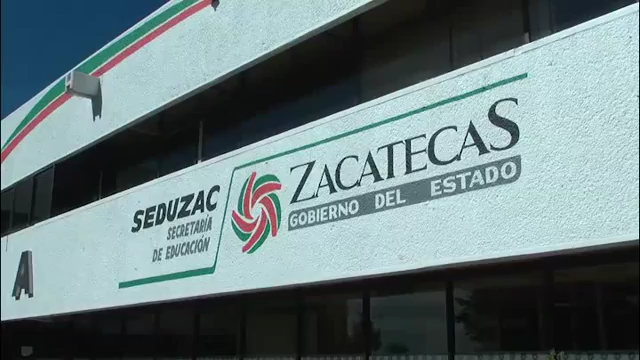 SEDUZAC
SECRETARÍA
DE EDUCACIÓN
ZACATECAS
GOBIERNO DEL ESTADO
A